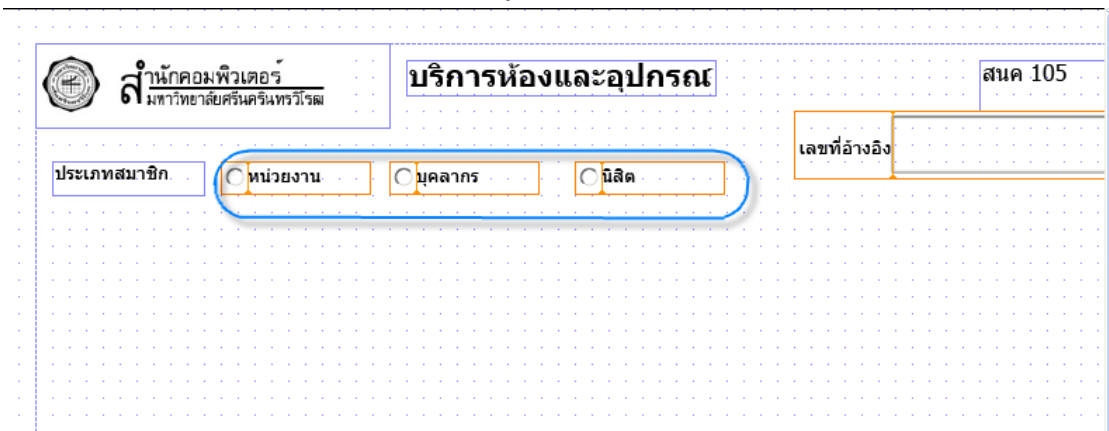 สำนักคอมพิวเตอร์
มหาวิทยาลัยศรีนครินทรวิโรฒ
บริการห้องและอุปกรณ์
สนค 105
เลขที่อ้างอิง
ประเภทสมาชิก
หน่วยงาน
บุคลากร
นิสิต